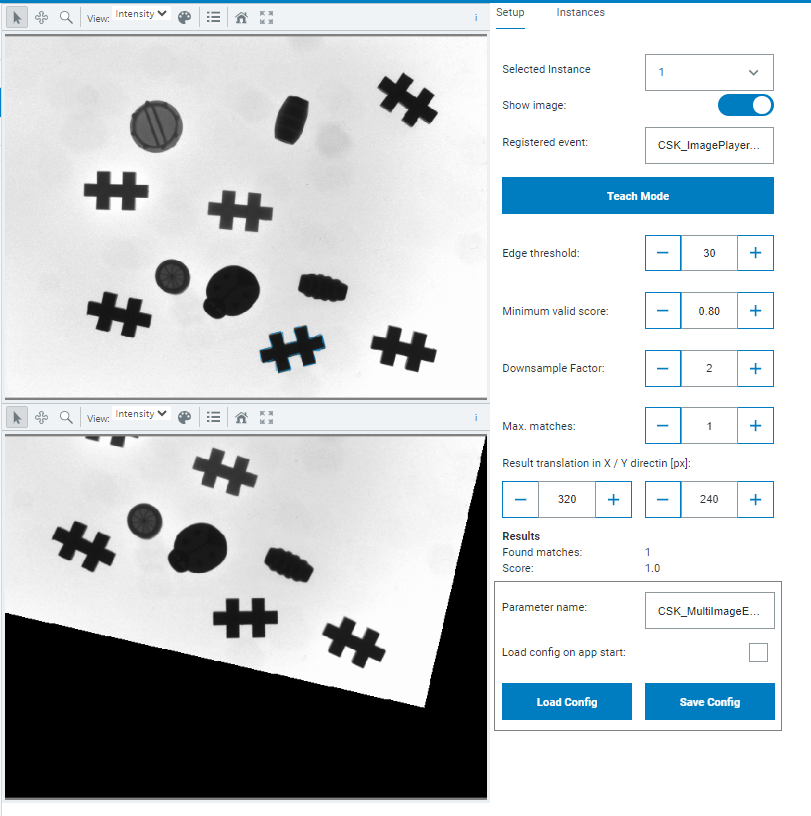 View: Intensity
i
Setup Instances
Selected Instance 1
Show image:
Registered event: CSK_ImagePlayer...
Teach Mode
Edge threshold: − 30 +
Minimum valid score: − 0.80 +
Downsample Factor: − 2 +
View: Intensity
i
Max. matches: − 1 +
Result translation in X / Y directin [px]:
− 320 + − 240 +
Results
Found matches: 1
Score: 1.0
Parameter name: CSK_MultiImageE...
Load config on app start:
Load Config Save Config